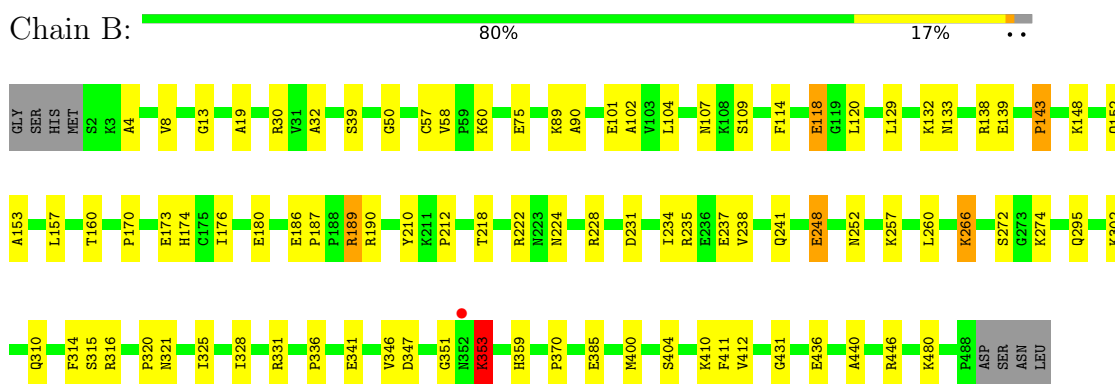 Chain B:
80% 17% • •
GLY SER HIS MET S2 K3 A4 V8 G13 A19 R30 V31 A32 S39 G50 C57 V58 P59 K60 E75 K89 A90 E101 A102 V103 L104 N107 K108 S109 F114 E118 G119 L120 L129 K132 N133 R138 E139 P143 K148
A153 L157 T160 P170 E173 H174 C175 I176 E180 E186 P187 P188 R189 R190 Y210 K211 P212 T218 R222 N223 N224 R228 D231 I234 R235 E236 E237 V238 Q241 E248 N252 K257 L260 K266 S272 G273 K274 Q295
Q310 F314 S315 R316 P320 N321 I325 I328 R331 P336 E341 V346 D347 G351 N352 K353 H359 P370 E385 M400 S404 K410 F411 V412 G431 E436 A440 R446 K480 P488 ASP SER ASN LEU